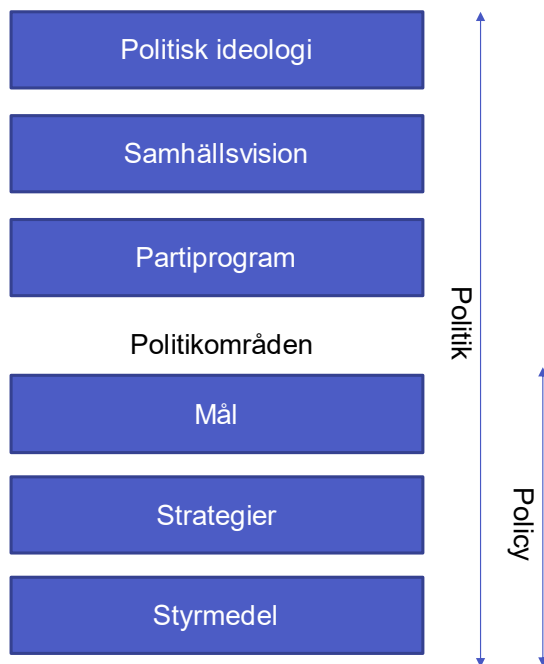 Politisk ideologi
Samhällsvision
Partiprogram
Politikområden
Mål
Strategier
Styrmedel
Politik
Policy